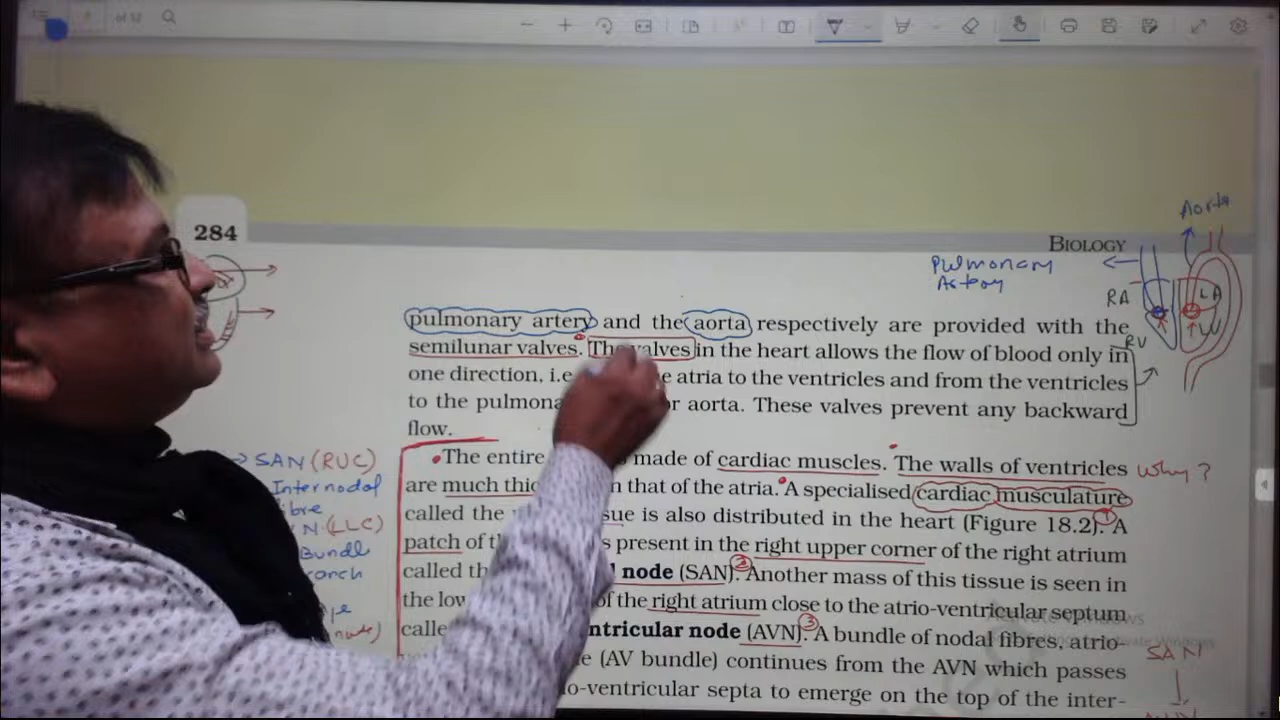 284
BIOLOGY
Aorta
Pulmonary
Artery
RA
LA
LV
RV
pulmonary artery and the aorta respectively are provided with the
semilunar valves. The valves in the heart allows the flow of blood only in
one direction, i.e e atria to the ventricles and from the ventricles
to the pulmona r aorta. These valves prevent any backward
flow.
The entire made of cardiac muscles. The walls of ventricles Why?
are much thic n that of the atria. A specialised cardiac musculature
called the sue is also distributed in the heart (Figure 18.2). A
patch of th s present in the right upper corner of the right atrium
called th l node (SAN). Another mass of this tissue is seen in
the low of the right atrium close to the atrio-ventricular septum
calle ntricular node (AVN). A bundle of nodal fibres, atrio-
e (AV bundle) continues from the AVN which passes
io-ventricular septa to emerge on the top of the inter-
SAN (RUC)
Internodal
fibre
N (LLC)
Bundle
ranch
SAN